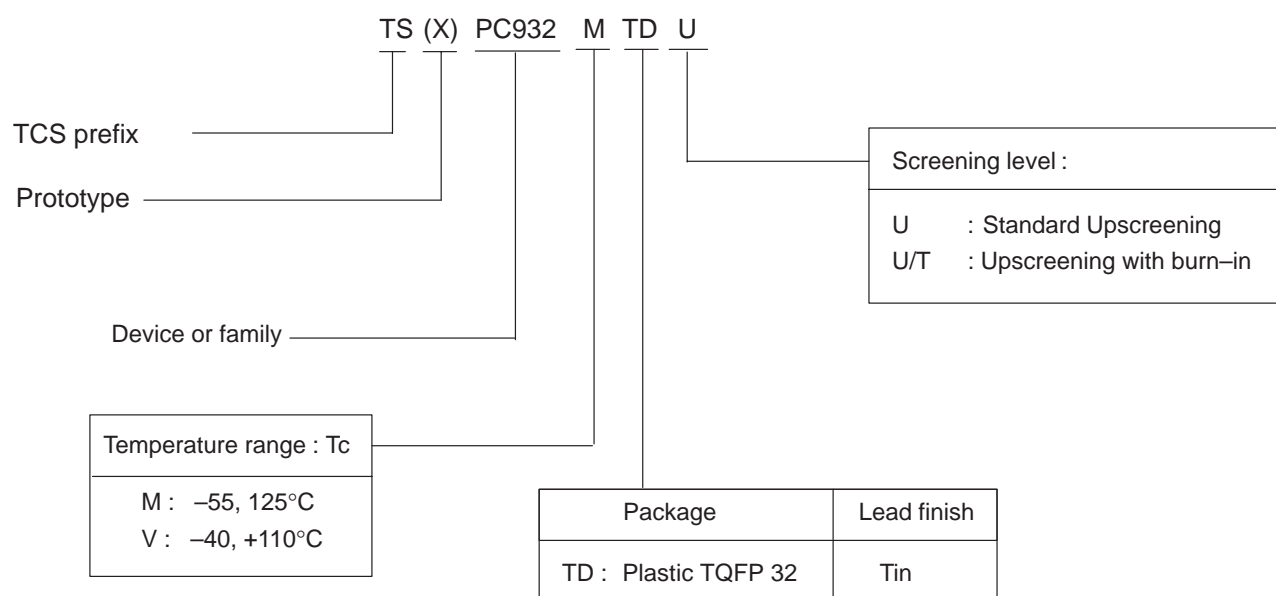 TS (X) PC932 M TD U
TCS prefix
Prototype
Screening level :
U : Standard Upscreening
U/T : Upscreening with burn–in
Device or family
Temperature range : Tc
M : –55, 125°C
V : –40, +110°C
Package Lead finish
TD : Plastic TQFP 32 Tin